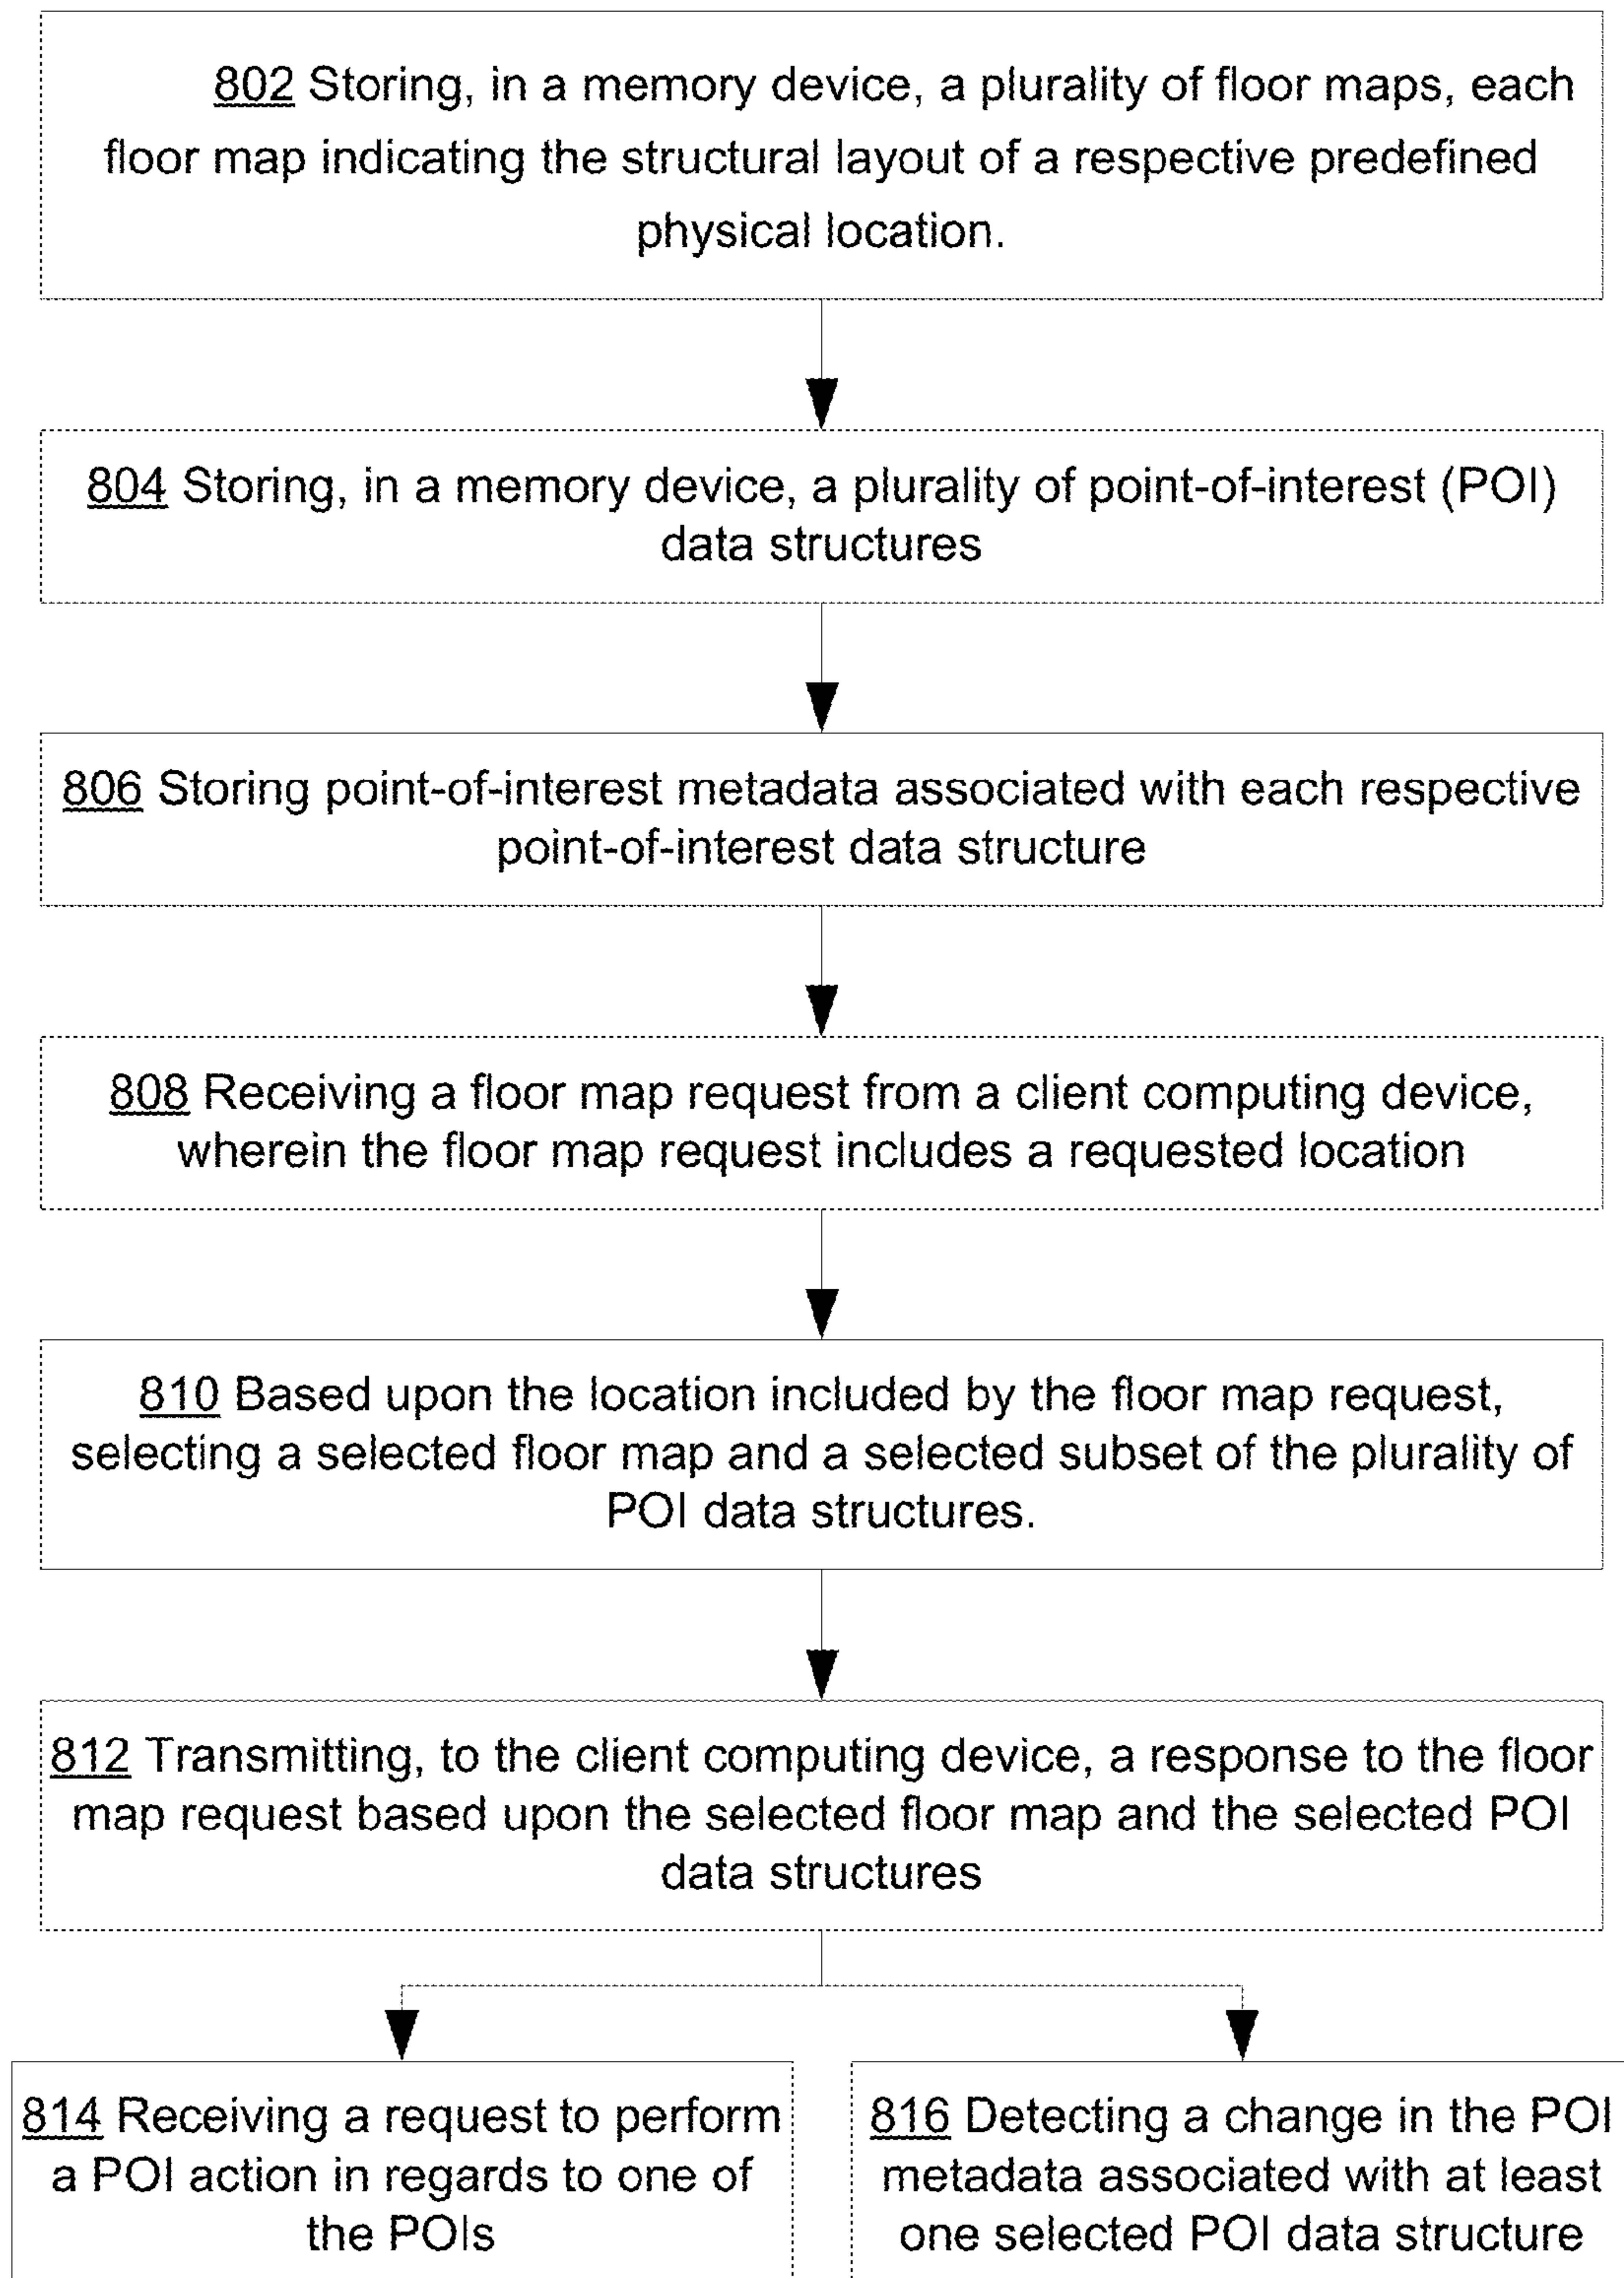 802 Storing, in a memory device, a plurality of floor maps, each
floor map indicating the structural layout of a respective predefined
physical location.
804 Storing, in a memory device, a plurality of point-of-interest (POI)
data structures
806 Storing point-of-interest metadata associated with each respective
point-of-interest data structure
808 Receiving a floor map request from a client computing device,
wherein the floor map request includes a requested location
810 Based upon the location included by the floor map request,
selecting a selected floor map and a selected subset of the plurality of
POI data structures.
812 Transmitting, to the client computing device, a response to the floor
map request based upon the selected floor map and the selected POI
data structures
814 Receiving a request to perform
a POI action in regards to one of
the POIs
816 Detecting a change in the POI
metadata associated with at least
one selected POI data structure